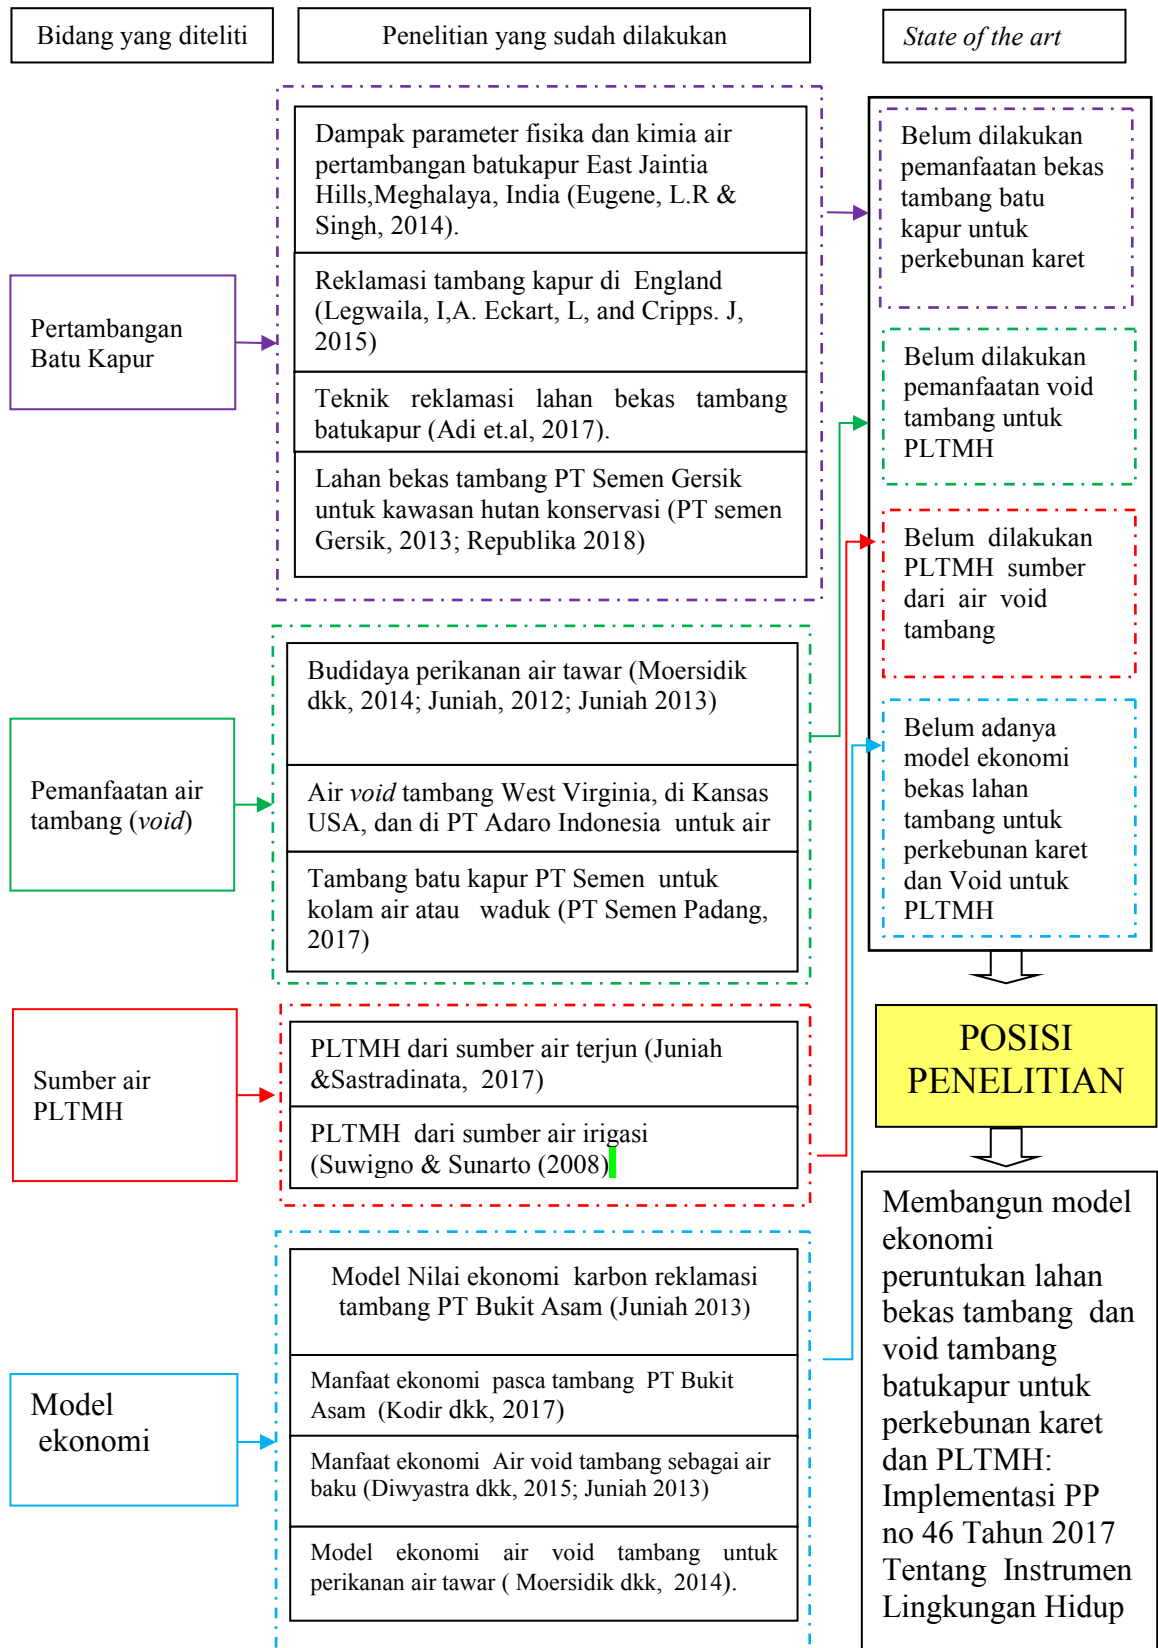 Bidang yang diteliti
Penelitian yang sudah dilakukan
State of the art
Pertambangan
Batu Kapur
Dampak parameter fisika dan kimia air
pertambangan batukapur East Jaintia
Hills,Meghalaya, India (Eugene, L.R &
Singh, 2014).
Reklamasi tambang kapur di England
(Legwaila, I,A. Eckart, L, and Cripps. J,
2015)
Teknik reklamasi lahan bekas tambang
batukapur (Adi et.al, 2017).
Lahan bekas tambang PT Semen Gersik
untuk kawasan hutan konservasi (PT semen
Gersik, 2013; Republika 2018)
Belum dilakukan
pemanfaatan bekas
tambang batu
kapur untuk
perkebunan karet
Pemanfaatan air
tambang (void)
Budidaya perikanan air tawar (Moersidik
dkk, 2014; Juniah, 2012; Juniah 2013)
Air void tambang West Virginia, di Kansas
USA, dan di PT Adaro Indonesia untuk air
Tambang batu kapur PT Semen untuk
kolam air atau waduk (PT Semen Padang,
2017)
Belum dilakukan
pemanfaatan void
tambang untuk
PLTMH
Sumber air
PLTMH
PLTMH dari sumber air terjun (Juniah
&Sastradinata, 2017)
PLTMH dari sumber air irigasi
(Suwigno & Sunarto (2008)
Belum dilakukan
PLTMH sumber
dari air void
tambang
Model
ekonomi
Model Nilai ekonomi karbon reklamasi
tambang PT Bukit Asam (Juniah 2013)
Manfaat ekonomi pasca tambang PT Bukit
Asam (Kodir dkk, 2017)
Manfaat ekonomi Air void tambang sebagai air
baku (Diwyastra dkk, 2015; Juniah 2013)
Model ekonomi air void tambang untuk
perikanan air tawar ( Moersidik dkk, 2014).
Belum adanya
model ekonomi
bekas lahan
tambang untuk
perkebunan karet
dan Void untuk
PLTMH
POSISI
PENELITIAN
Membangun model
ekonomi
peruntukan lahan
bekas tambang dan
void tambang
batukapur untuk
perkebunan karet
dan PLTMH:
Implementasi PP
no 46 Tahun 2017
Tentang Instrumen
Lingkungan Hidup